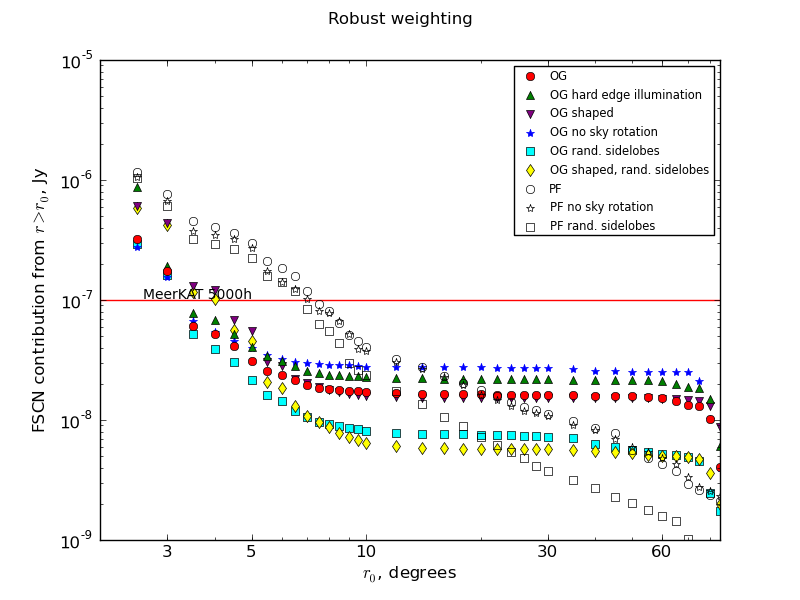 Robust weighting
FSCN contribution from r>r_0, Jy
10^-5
10^-6
10^-7
10^-8
10^-9
OG
OG hard edge illumination
OG shaped
OG no sky rotation
OG rand. sidelobes
OG shaped, rand. sidelobes
PF
PF no sky rotation
PF rand. sidelobes
MeerKAT 5000h
3 5 10 30 60
r_0, degrees